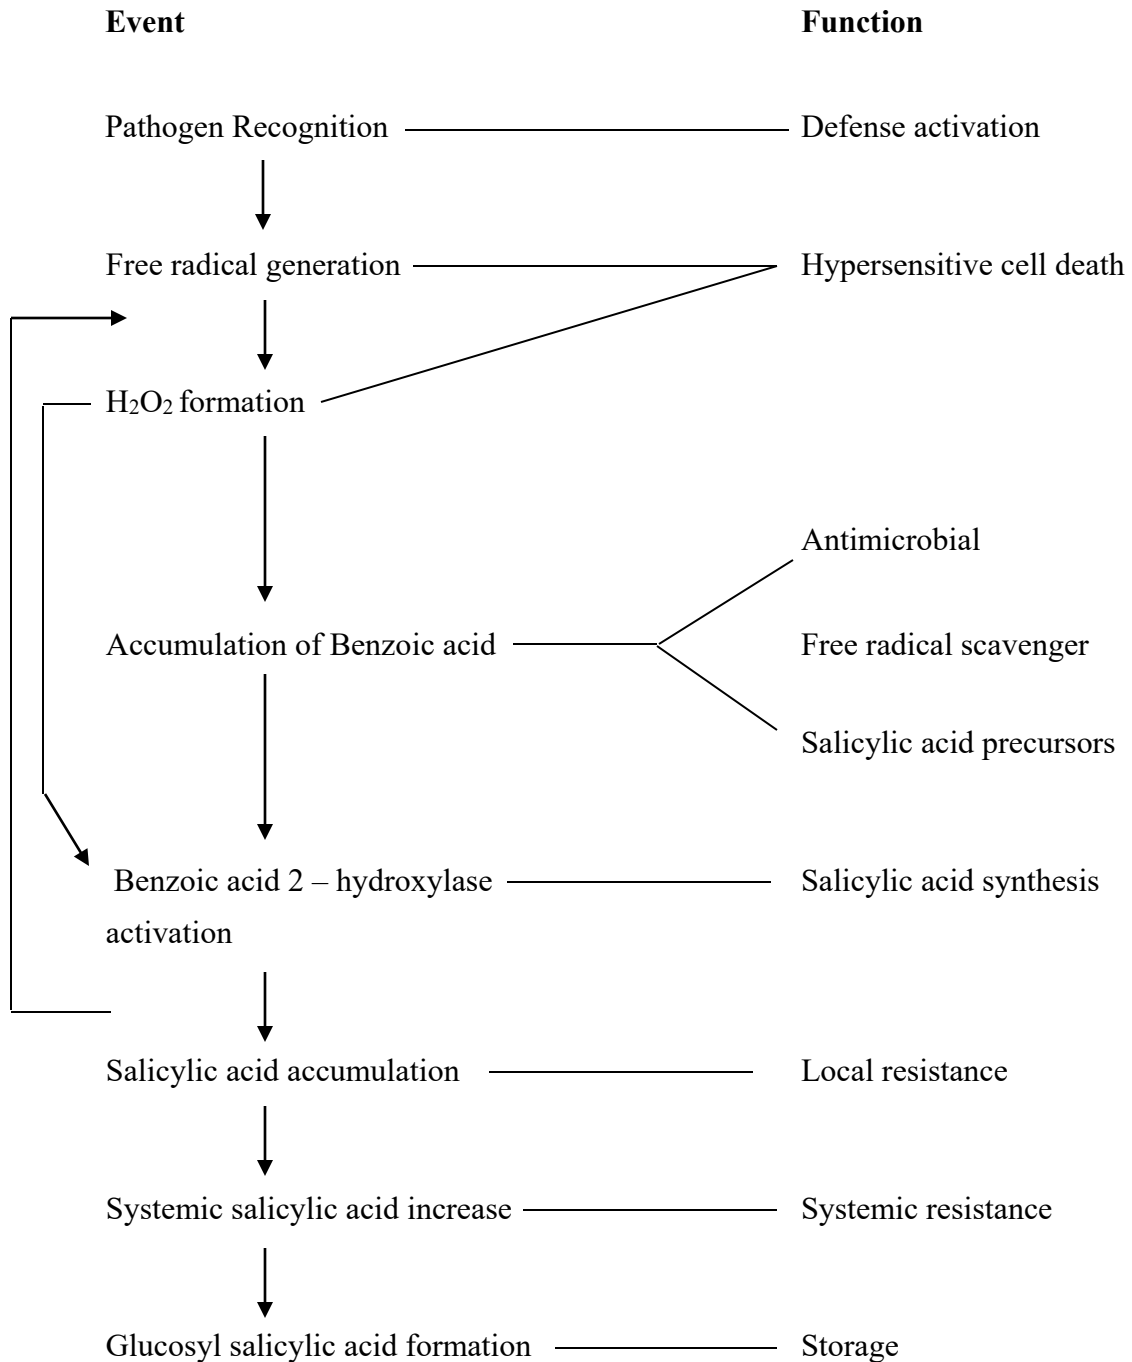 Event Function
Pathogen Recognition Defense activation
Free radical generation Hypersensitive cell death
H₂O₂ formation
Antimicrobial
Accumulation of Benzoic acid Free radical scavenger
Salicylic acid precursors
Benzoic acid 2 – hydroxylase Salicylic acid synthesis
activation
Salicylic acid accumulation Local resistance
Systemic salicylic acid increase Systemic resistance
Glucosyl salicylic acid formation Storage